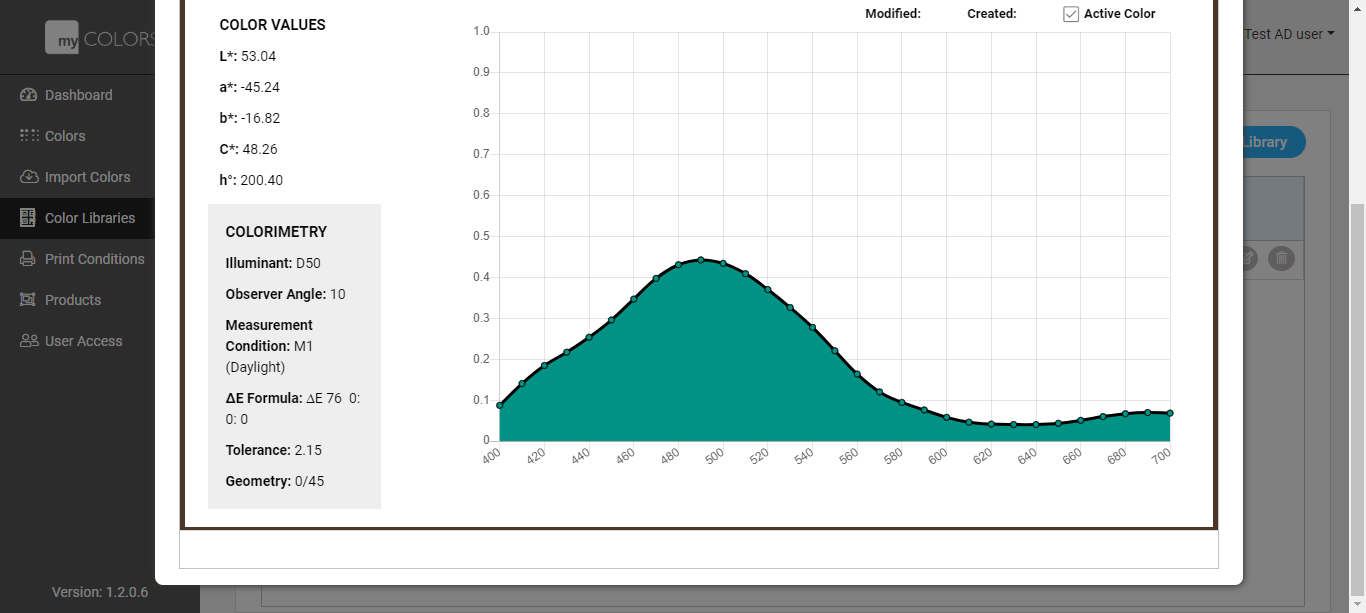 my COLORS
Test AD user
Dashboard
Colors
Import Colors
Color Libraries
Print Conditions
Products
User Access
Version: 1.2.0.6
Library
COLOR VALUES
L*: 53.04
a*: -45.24
b*: -16.82
C*: 48.26
h°: 200.40
COLORIMETRY
Illuminant: D50
Observer Angle: 10
Measurement
Condition: M1
(Daylight)
ΔE Formula: ΔE 76 0:
0: 0
Tolerance: 2.15
Geometry: 0/45
Modified: Created: Active Color
1.0
0.9
0.8
0.7
0.6
0.5
0.4
0.3
0.2
0.1
0
400 420 440 460 480 500 520 540 560 580 600 620 640 660 680 700